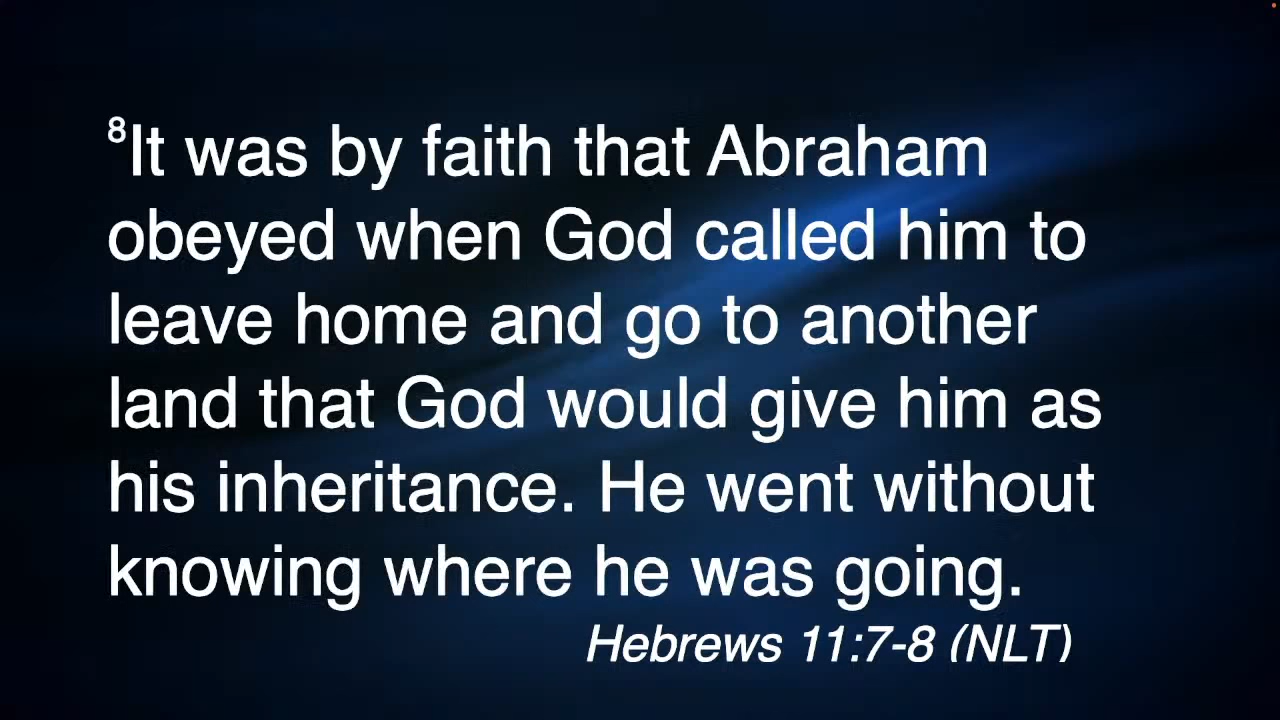 ⁸It was by faith that Abraham
obeyed when God called him to
leave home and go to another
land that God would give him as
his inheritance. He went without
knowing where he was going.
Hebrews 11:7-8 (NLT)